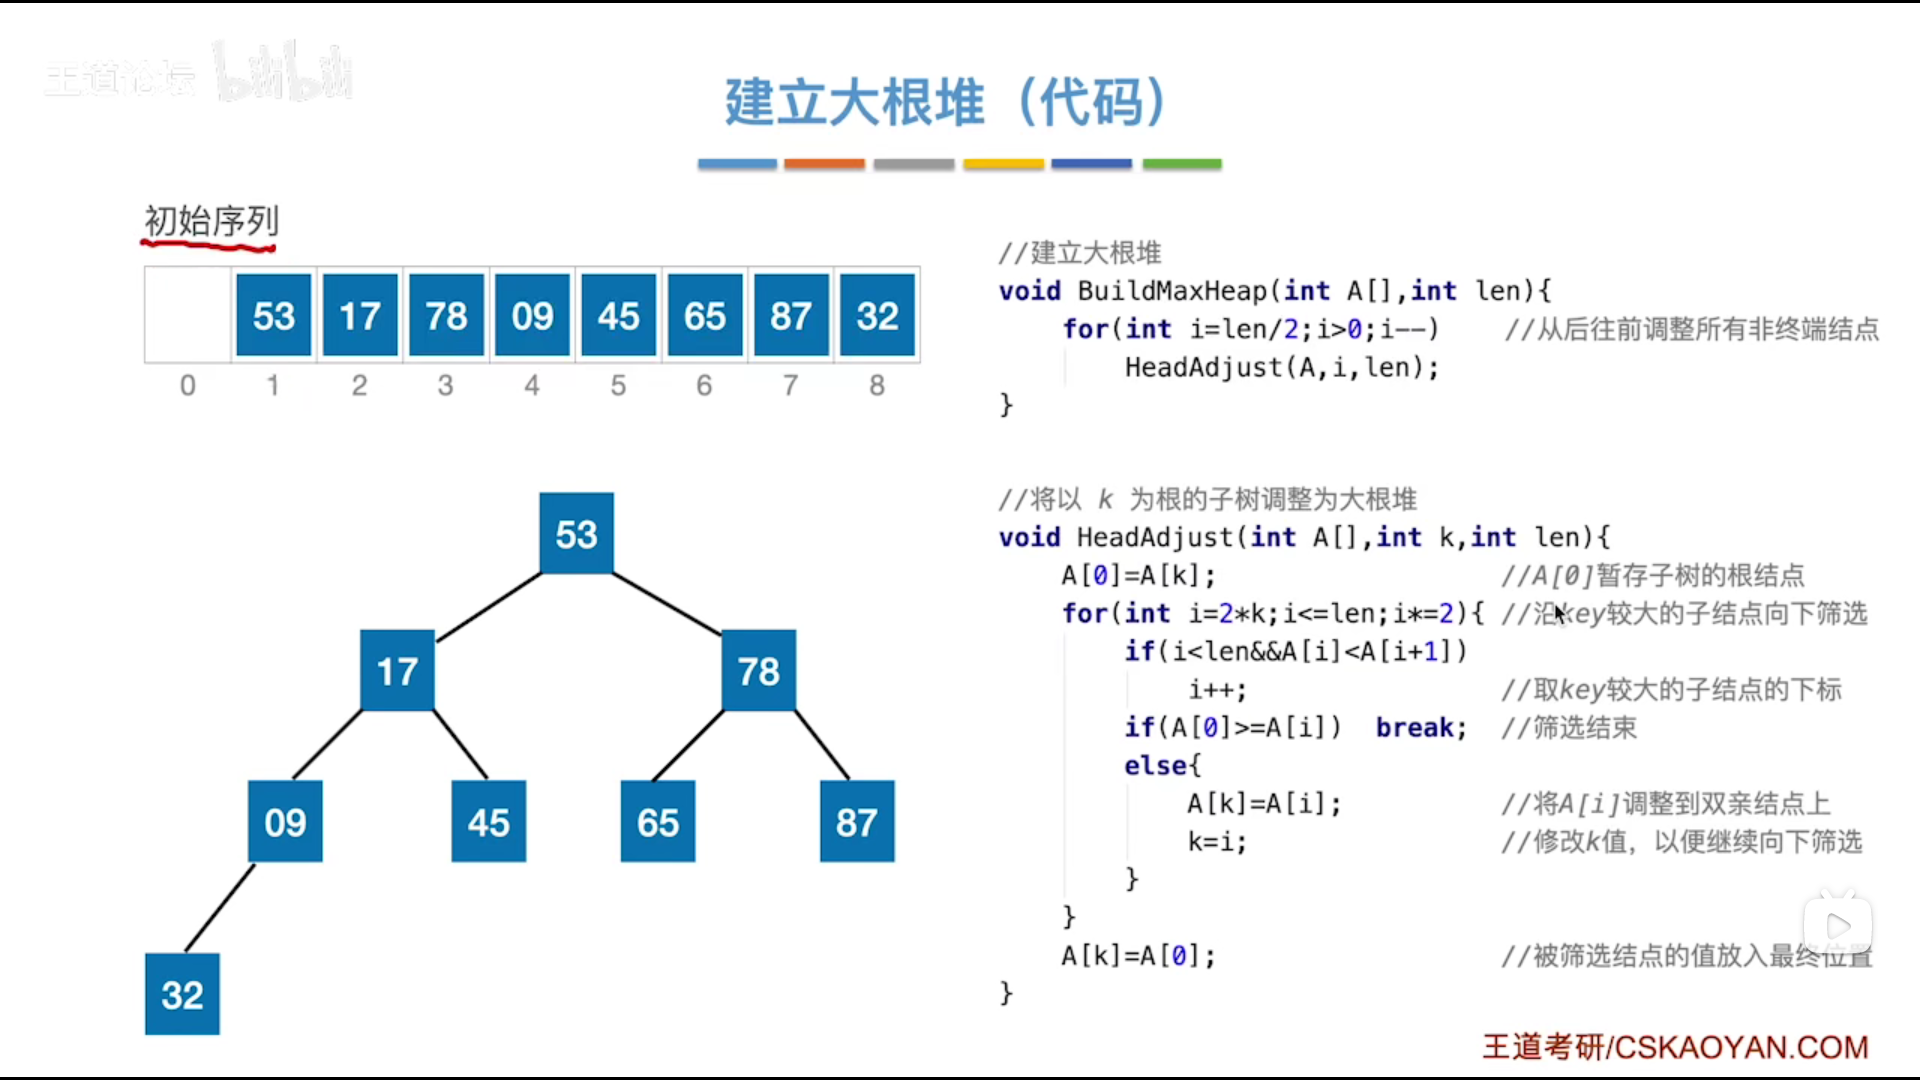 王道论坛 bilibili
建立大根堆（代码）
初始序列
53 17 78 09 45 65 87 32
0 1 2 3 4 5 6 7 8
53
17 78
09 45 65 87
32
//建立大根堆
void BuildMaxHeap(int A[],int len){
for(int i=len/2;i>0;i--) //从后往前调整所有非终端结点
HeadAdjust(A,i,len);
}
//将以 k 为根的子树调整为大根堆
void HeadAdjust(int A[],int k,int len){
A[0]=A[k]; //A[0]暂存子树的根结点
for(int i=2*k;i<=len;i*=2){ //沿key较大的子结点向下筛选
if(i<len&&A[i]<A[i+1])
i++; //取key较大的子结点的下标
if(A[0]>=A[i]) break; //筛选结束
else{
A[k]=A[i]; //将A[i]调整到双亲结点上
k=i; //修改k值，以便继续向下筛选
}
}
A[k]=A[0]; //被筛选结点的值放入最终位置
}
王道考研/CSKAOYAN.COM